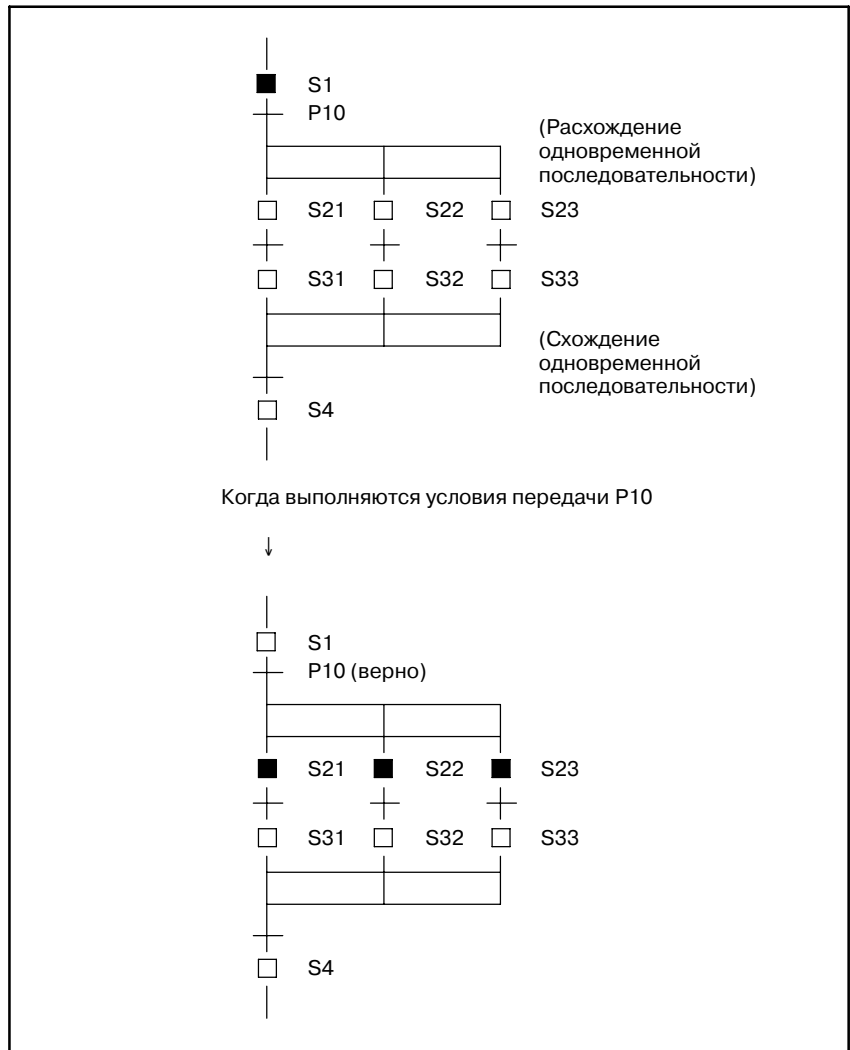 S1
P10
(Расхождение
одновременной
последовательности)
S21 S22 S23
S31 S32 S33
(Схождение
одновременной
последовательности)
S4
Когда выполняются условия передачи P10
↓
S1
P10 (верно)
S21 S22 S23
S31 S32 S33
S4